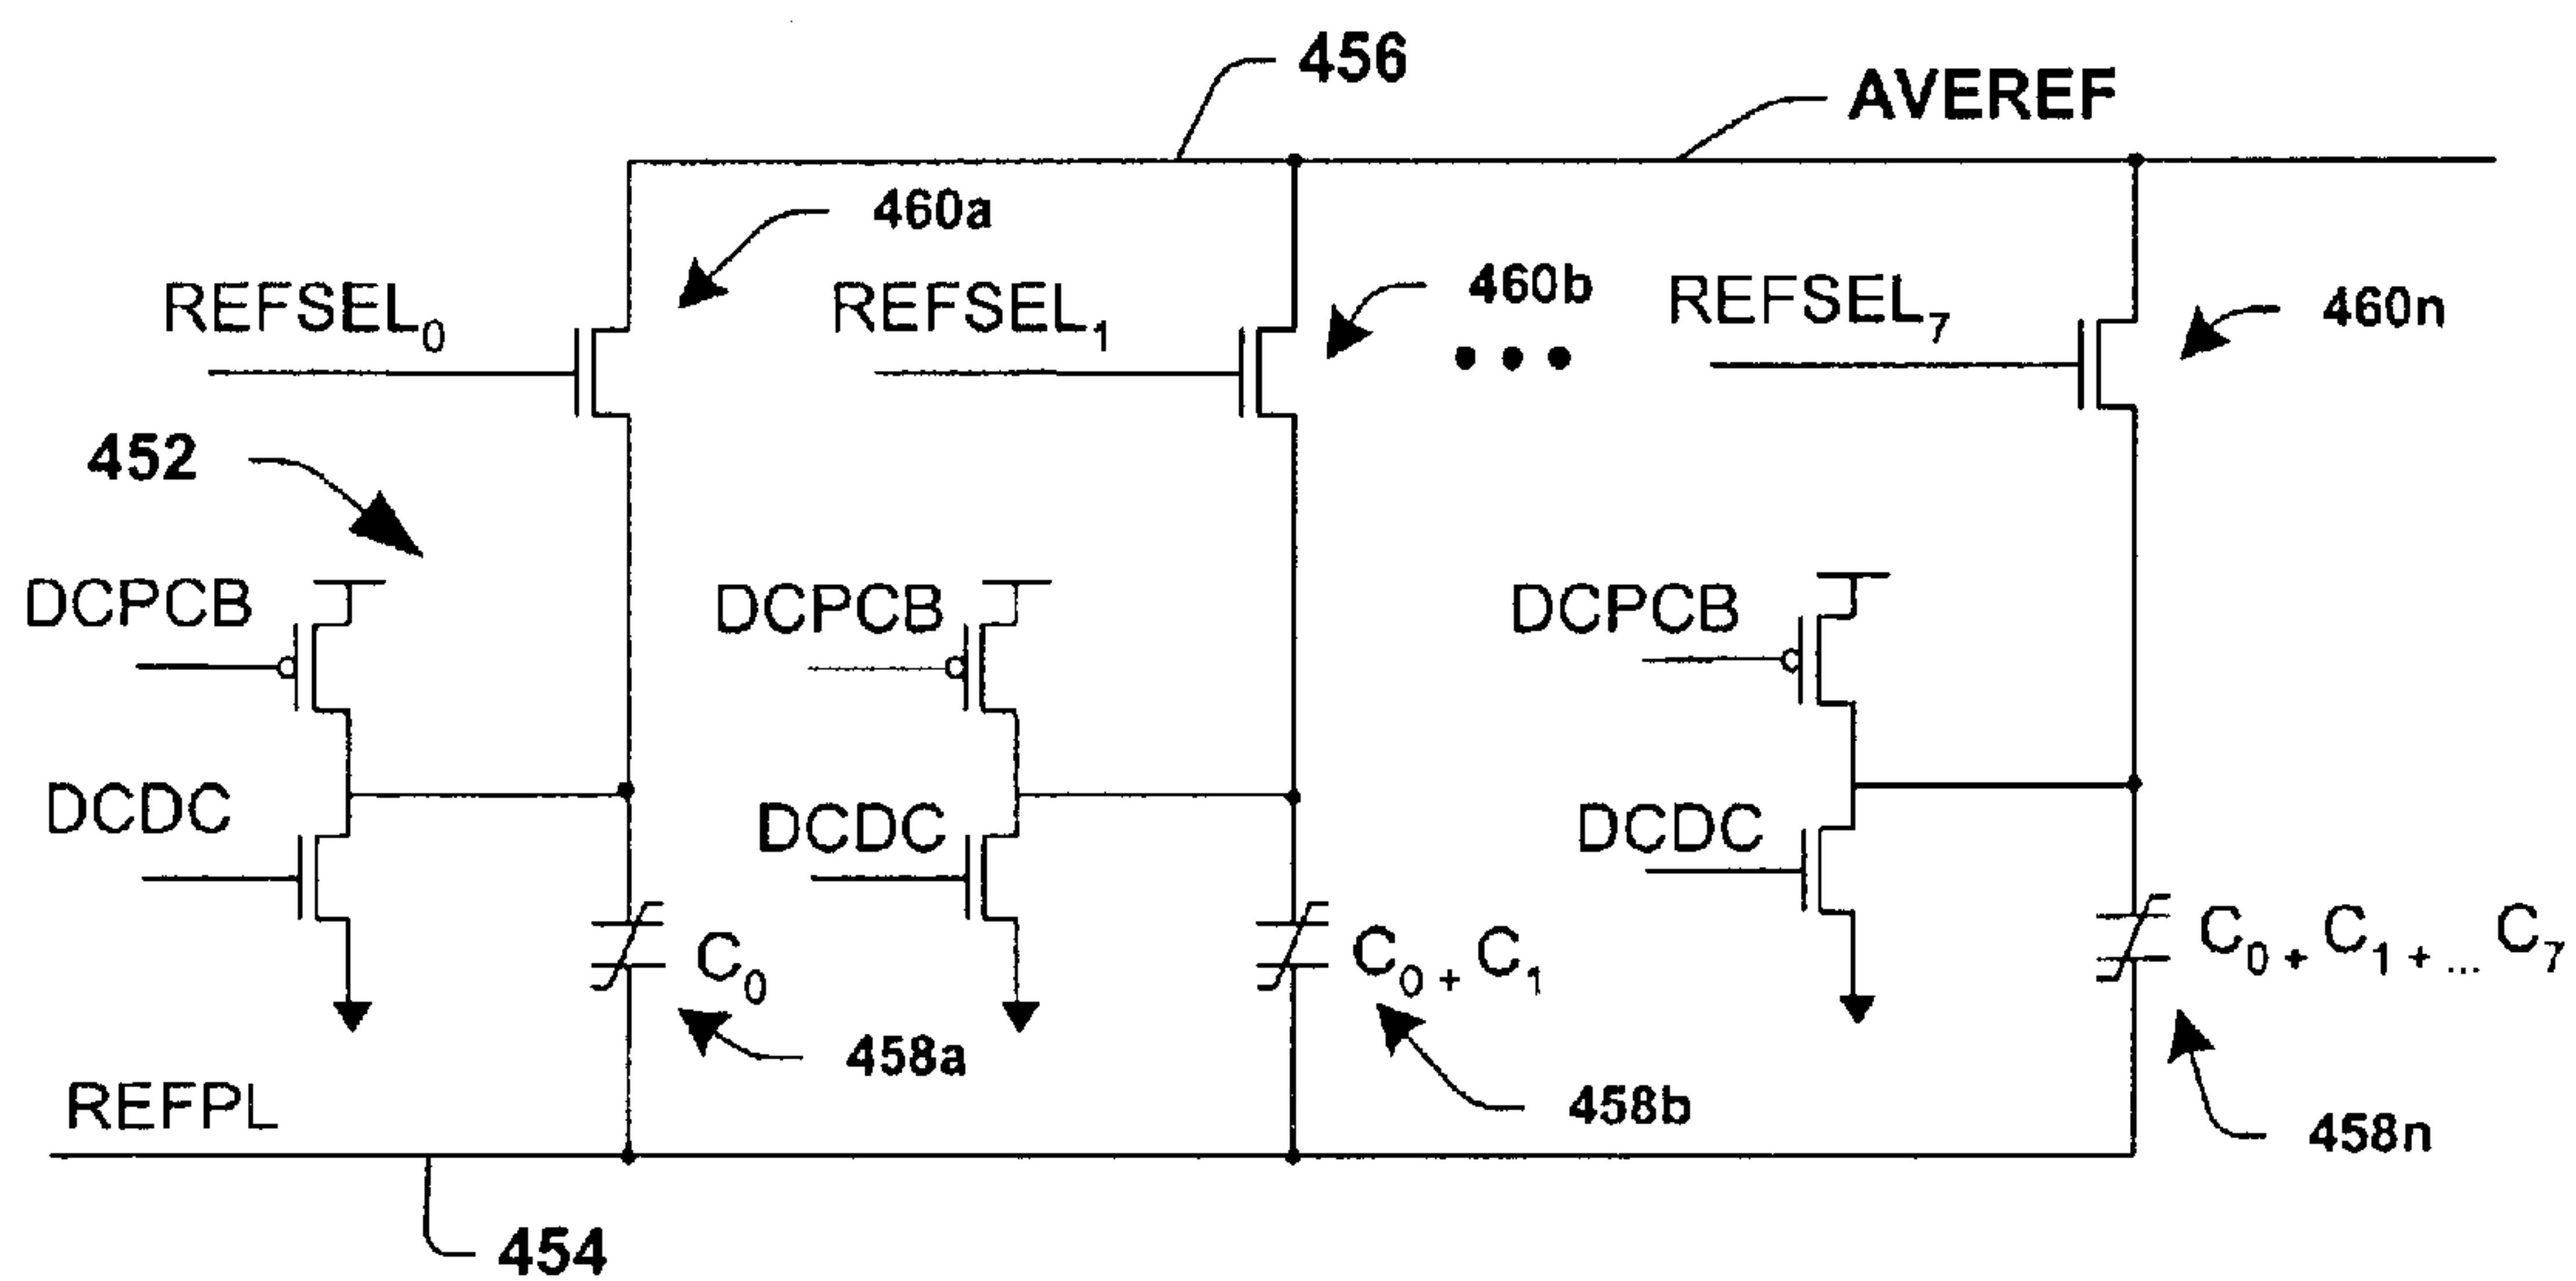 456
AVEREF
460a
REFSEL0
REFSEL1
460b
REFSEL7
460n
452
DCPCB
DCPCB
DCPCB
DCDC
DCDC
DCDC
C0
C0 + C1
C0 + C1 + ... C7
458a
458b
458n
REFPL
454